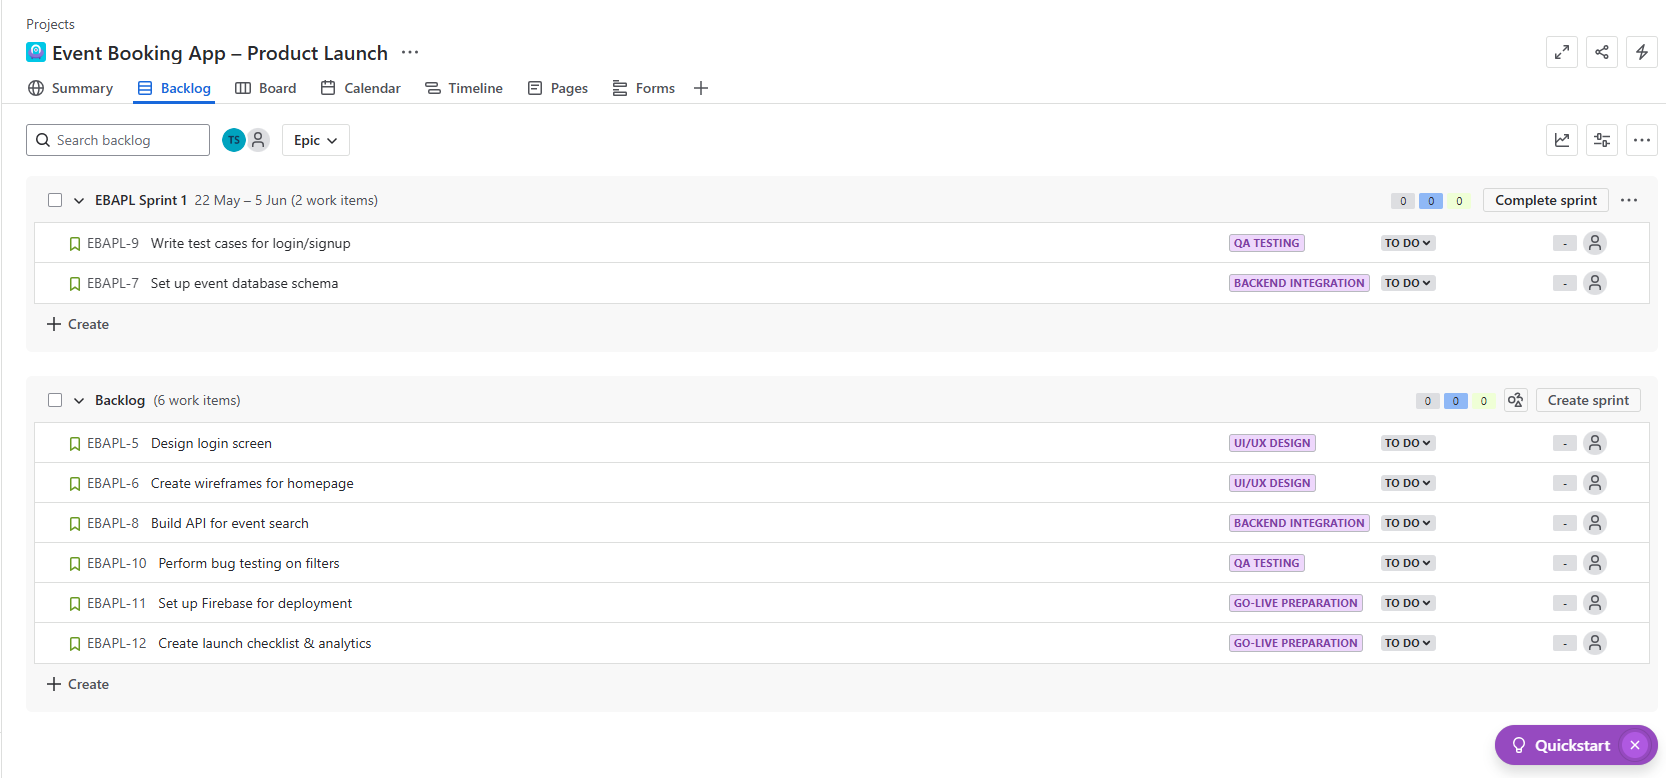 Projects
Event Booking App – Product Launch ···
Summary Backlog Board Calendar Timeline Pages Forms
Search backlog TS Epic
EBAPL Sprint 1 22 May – 5 Jun (2 work items) 0 0 0 Complete sprint ···
EBAPL-9 Write test cases for login/signup QA TESTING TO DO -
EBAPL-7 Set up event database schema BACKEND INTEGRATION TO DO -
+ Create
Backlog (6 work items) 0 0 0 Create sprint
EBAPL-5 Design login screen UI/UX DESIGN TO DO -
EBAPL-6 Create wireframes for homepage UI/UX DESIGN TO DO -
EBAPL-8 Build API for event search BACKEND INTEGRATION TO DO -
EBAPL-10 Perform bug testing on filters QA TESTING TO DO -
EBAPL-11 Set up Firebase for deployment GO-LIVE PREPARATION TO DO -
EBAPL-12 Create launch checklist & analytics GO-LIVE PREPARATION TO DO -
+ Create
Quickstart